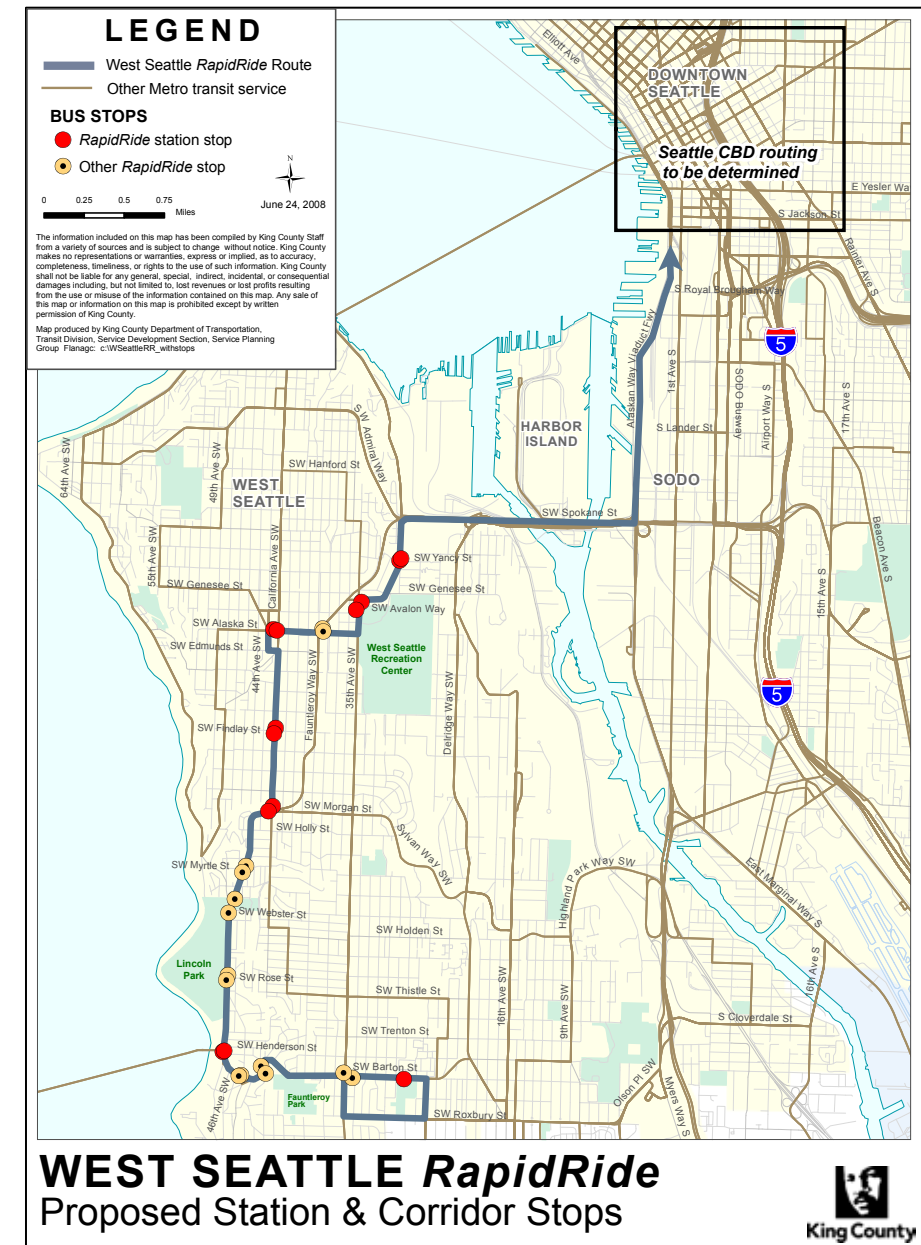 LEGEND
West Seattle RapidRide Route
Other Metro transit service
BUS STOPS
RapidRide station stop
Other RapidRide stop
N
0 0.25 0.5 0.75
Miles
June 24, 2008
The information included on this map has been compiled by King County Staff
from a variety of sources and is subject to change without notice. King County
makes no representations or warranties, express or implied, as to accuracy,
completeness, timeliness, or rights to the use of such information. King County
shall not be liable for any general, special, indirect, incidental, or consequential
damages including, but not limited to, lost revenues or lost profits resulting
from the use or misuse of the information contained on this map. Any sale of
this map or information on this map is prohibited except by written
permission of King County.
Map produced by King County Department of Transportation,
Transit Division, Service Development Section, Service Planning
Group Flanagc: c:\WSeattleRR_withstops
Elliott Ave
DOWNTOWN
SEATTLE
Seattle CBD routing
to be determined
E Yesler Wa
S Jackson St
Rainier Ave S
S Royal Brougham Way
Alaskan Way Viaduct Fwy
1st Ave S
5
SODO Busway
Airport Way S
17th Ave S
S Lander St
HARBOR
ISLAND
SODO
SW Admiral Way
64th Ave SW
49th Ave SW
SW Hanford St
WEST
SEATTLE
SW Spokane St
Beacon Ave S
55th Ave SW
California Ave SW
SW Yancy St
SW Genesee St
SW Genesee St
SW Avalon Way
15th Ave S
SW Alaska St
SW Edmunds St
44th Ave SW
Fauntleroy Way SW
35th Ave SW
West Seattle
Recreation
Center
Delridge Way SW
5
SW Findlay St
SW Morgan St
SW Holly St
Sylvan Way SW
SW Myrtle St
Highland Park Way SW
East Marginal Way S
SW Webster St
SW Holden St
Lincoln
Park
SW Rose St
SW Thistle St
16th Ave SW
9th Ave SW
16th Ave S
S Cloverdale St
SW Trenton St
SW Henderson St
SW Barton St
46th Ave SW
Fauntleroy
Park
SW Roxbury St
Olson Pl SW
Myers Way S
WEST SEATTLE RapidRide
Proposed Station & Corridor Stops
King County